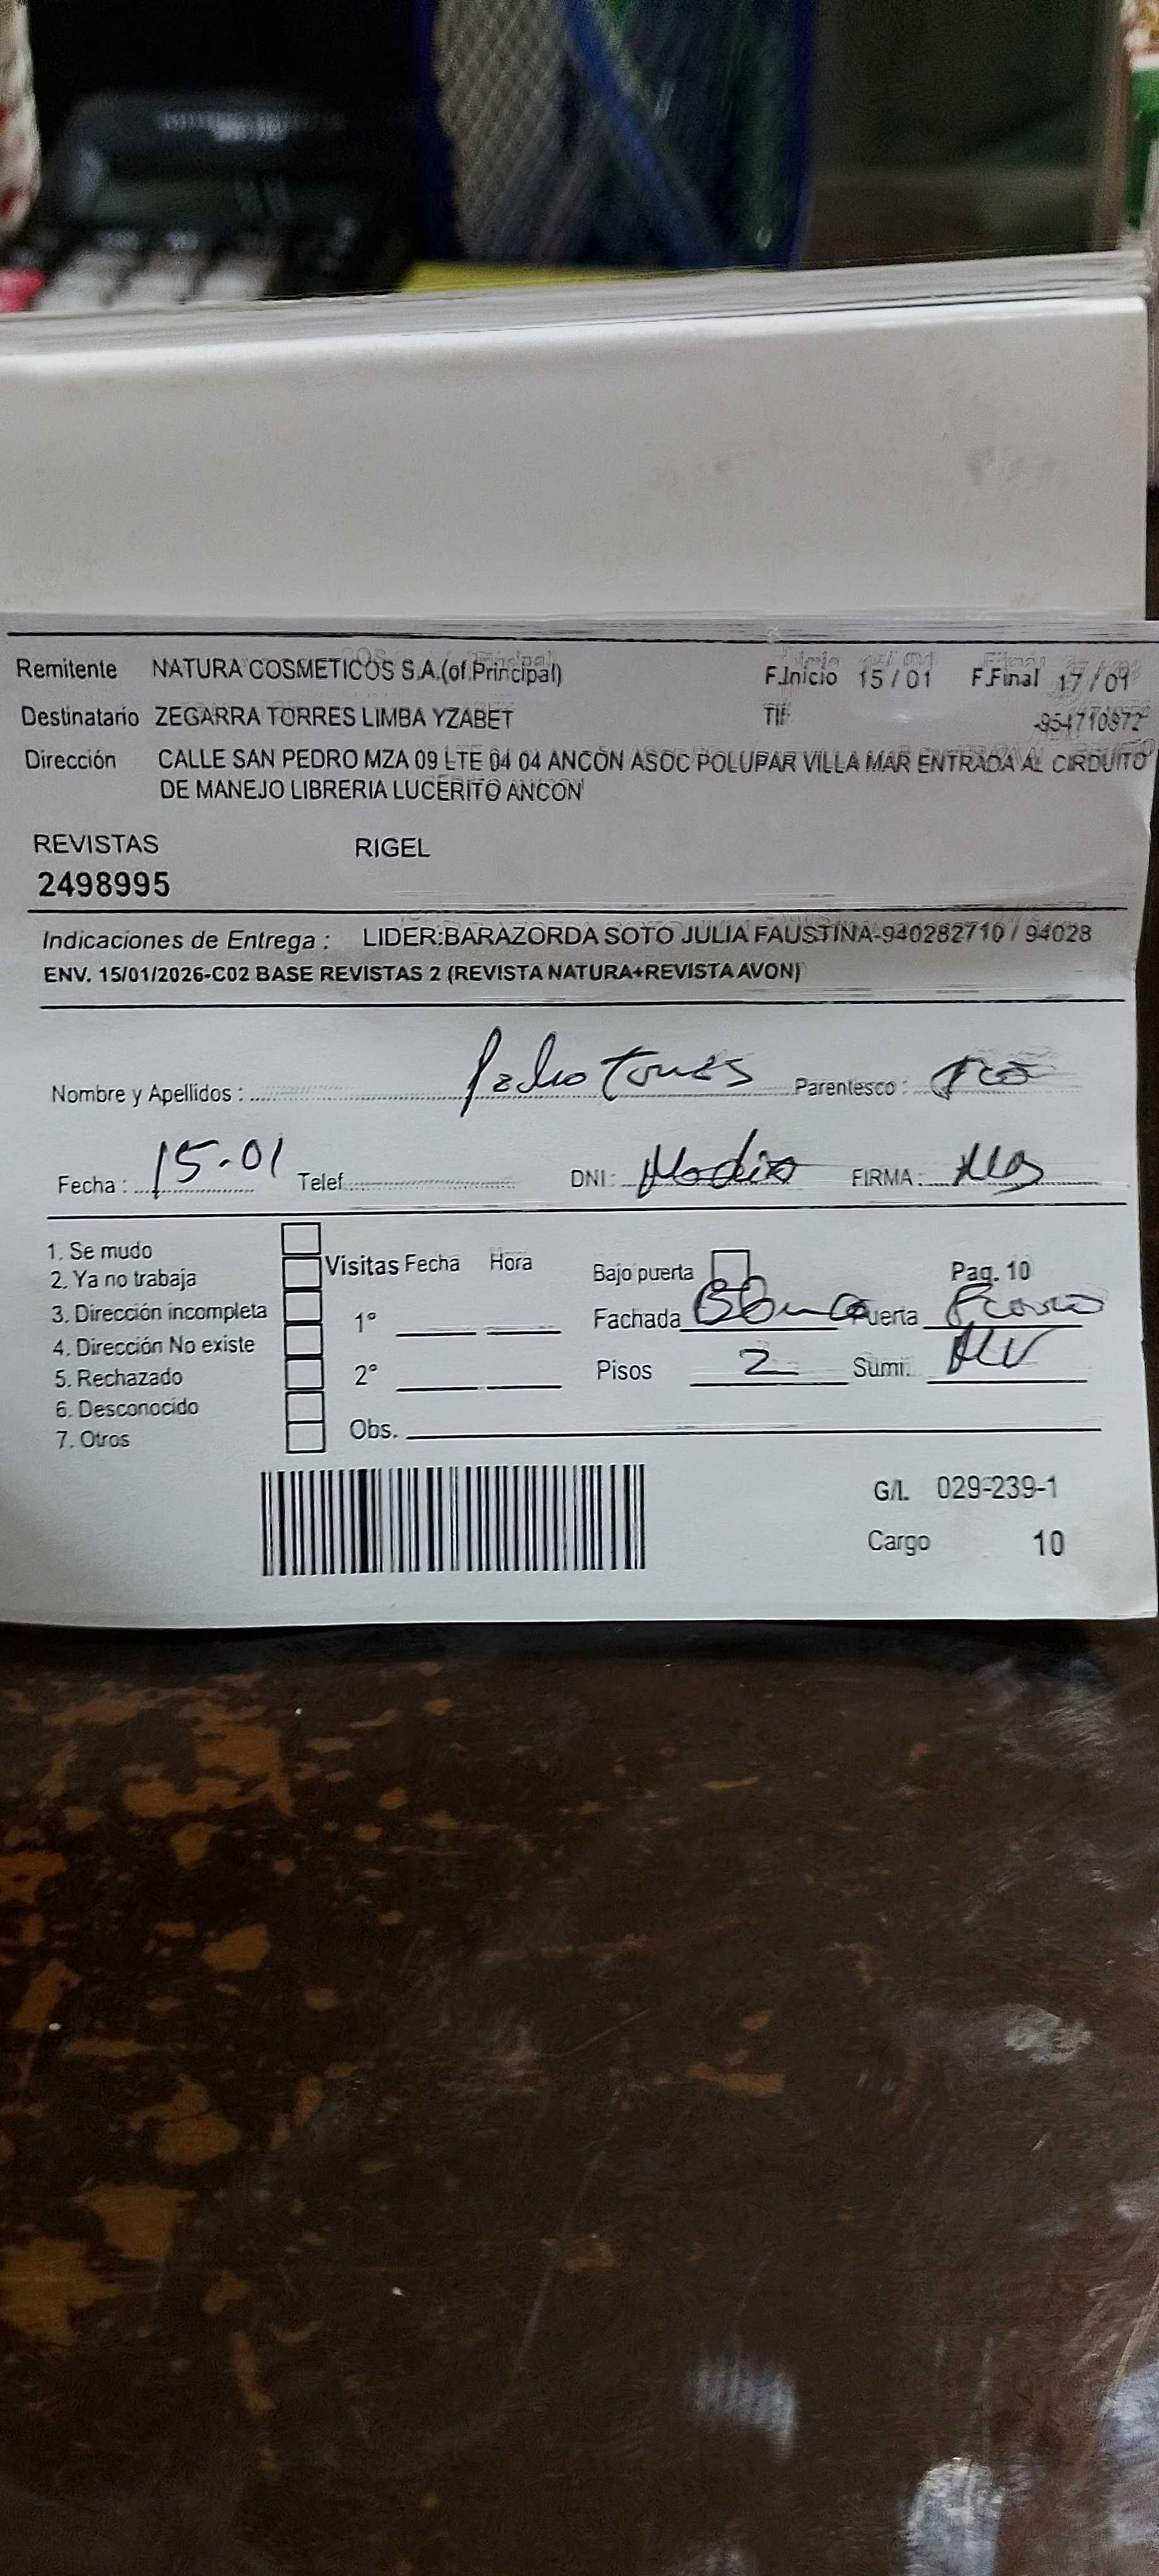 Remitente NATURA COSMETICOS S.A.(of.Principal) F.Inicio 15 / 01 F.Final 17 / 01
Destinatario ZEGARRA TORRES LIMBA YZABET Tlf: -954710872
Dirección CALLE SAN PEDRO MZA 09 LTE 04 04 ANCON ASOC POLUPAR VILLA MAR ENTRADA AL CIRDUITO
DE MANEJO LIBRERIA LUCERITO ANCON
REVISTAS RIGEL
2498995
Indicaciones de Entrega : LIDER:BARAZORDA SOTO JULIA FAUSTINA-940282710 / 94028
ENV. 15/01/2026-C02 BASE REVISTAS 2 (REVISTA NATURA+REVISTA AVON)
Nombre y Apellidos : Pedro Torres Parentesco :
Fecha : 15-01 Telef. DNI : FIRMA :
1. Se mudo
2. Ya no trabaja
3. Dirección incompleta
4. Dirección No existe
5. Rechazado
6. Desconocido
7. Otros
Visitas Fecha Hora
1°
2°
Obs.
Bajo puerta Pag. 10
Fachada Puerta
Pisos 2 Sumi.
G/L 029-239-1
Cargo 10